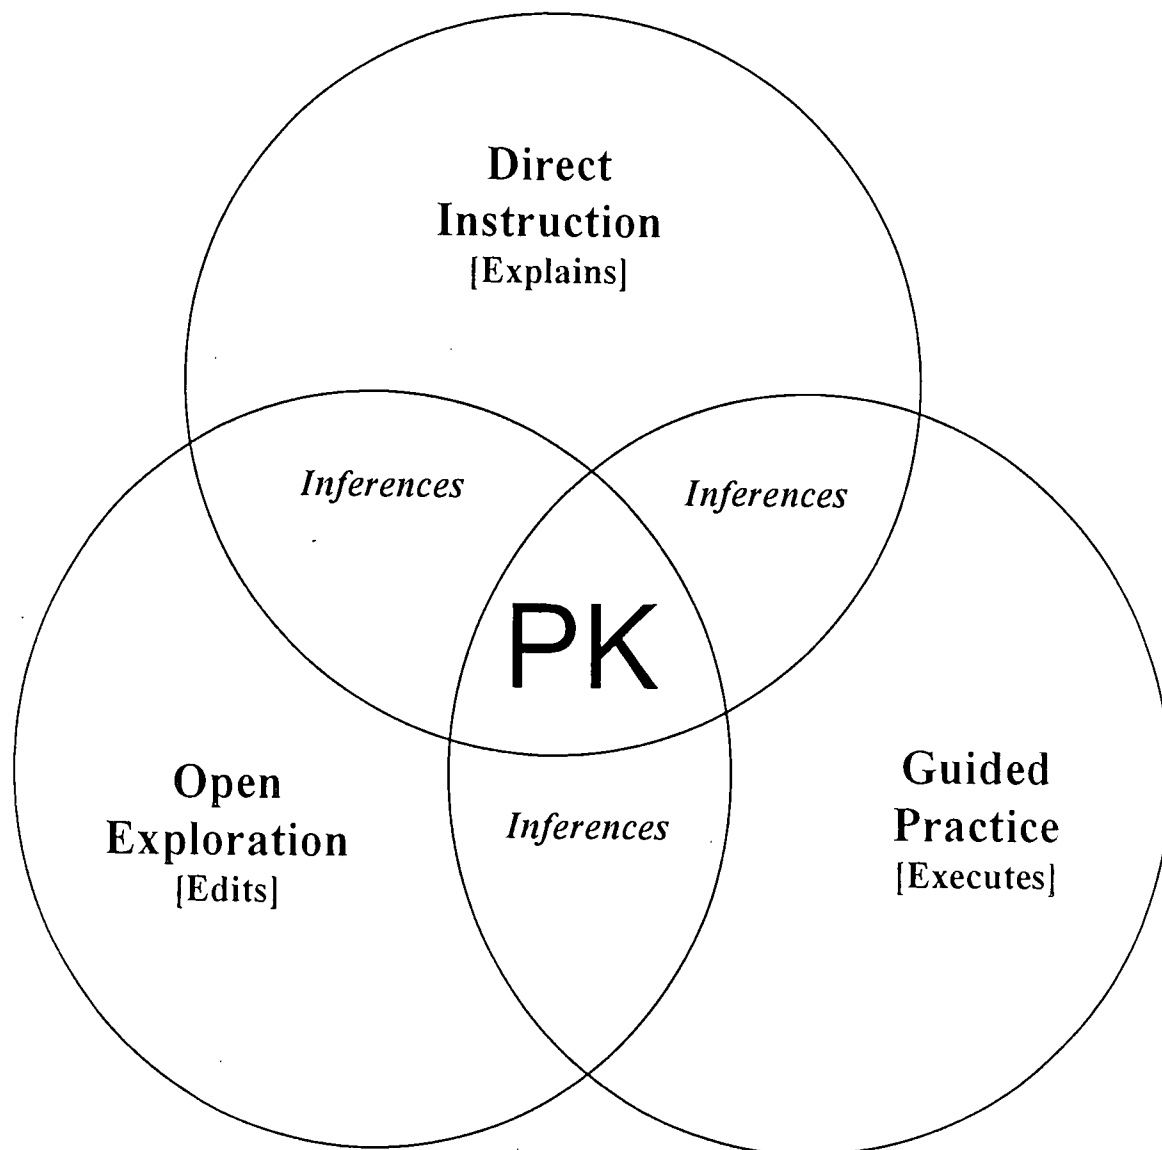 Direct
Instruction
[Explains]
Inferences
Inferences
PK
Open
Exploration
[Edits]
Inferences
Guided
Practice
[Executes]